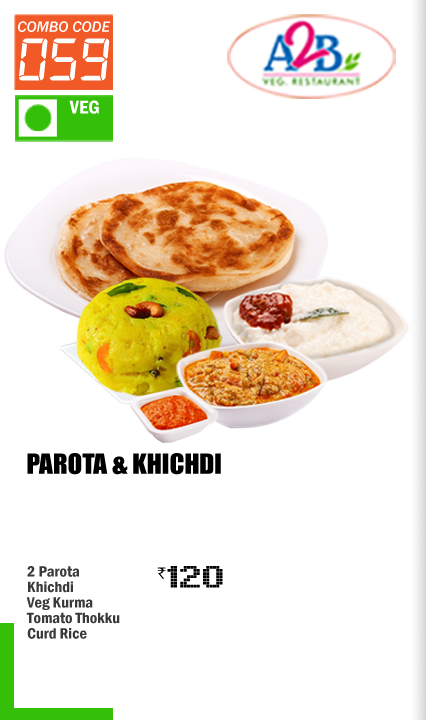 COMBO CODE
059
VEG
A2B
VEG. RESTAURANT
PAROTA & KHICHDI
2 Parota
₹120
Khichdi
Veg Kurma
Tomato Thokku
Curd Rice